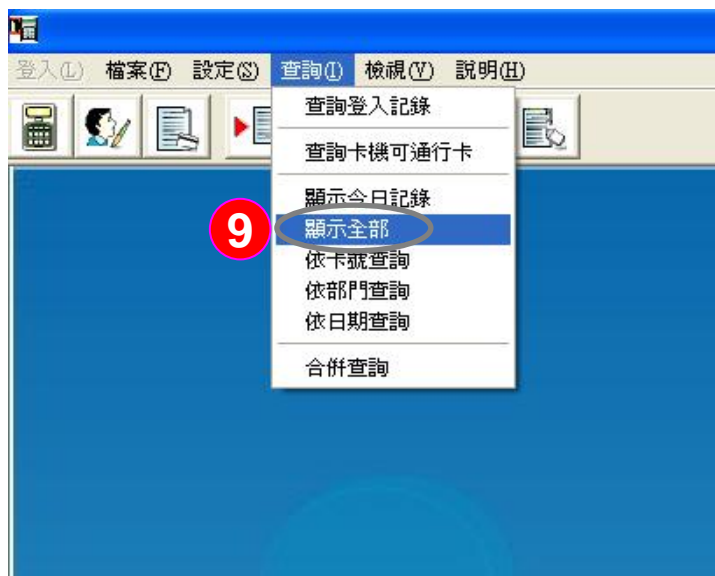 登入(L) 檔案(F) 設定(S) 查詢(I) 檢視(V) 說明(H)
查詢登入記錄
查詢卡機可通行卡
顯示今日記錄
9 顯示全部
依卡號查詢
依部門查詢
依日期查詢
合併查詢